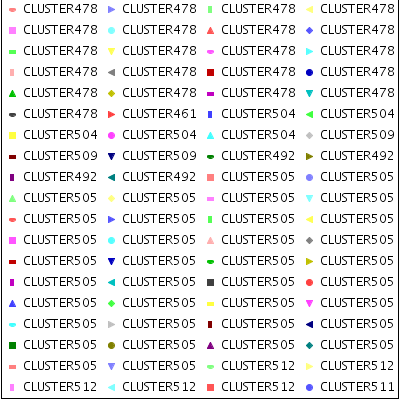 CLUSTER478 CLUSTER478 CLUSTER478 CLUSTER478
CLUSTER478 CLUSTER478 CLUSTER478 CLUSTER478
CLUSTER478 CLUSTER478 CLUSTER478 CLUSTER478
CLUSTER478 CLUSTER478 CLUSTER478 CLUSTER478
CLUSTER478 CLUSTER478 CLUSTER478 CLUSTER478
CLUSTER478 CLUSTER461 CLUSTER504 CLUSTER504
CLUSTER504 CLUSTER504 CLUSTER504 CLUSTER509
CLUSTER509 CLUSTER509 CLUSTER492 CLUSTER492
CLUSTER492 CLUSTER492 CLUSTER505 CLUSTER505
CLUSTER505 CLUSTER505 CLUSTER505 CLUSTER505
CLUSTER505 CLUSTER505 CLUSTER505 CLUSTER505
CLUSTER505 CLUSTER505 CLUSTER505 CLUSTER505
CLUSTER505 CLUSTER505 CLUSTER505 CLUSTER505
CLUSTER505 CLUSTER505 CLUSTER505 CLUSTER505
CLUSTER505 CLUSTER505 CLUSTER505 CLUSTER505
CLUSTER505 CLUSTER505 CLUSTER505 CLUSTER505
CLUSTER505 CLUSTER505 CLUSTER505 CLUSTER505
CLUSTER505 CLUSTER505 CLUSTER512 CLUSTER512
CLUSTER512 CLUSTER512 CLUSTER512 CLUSTER511